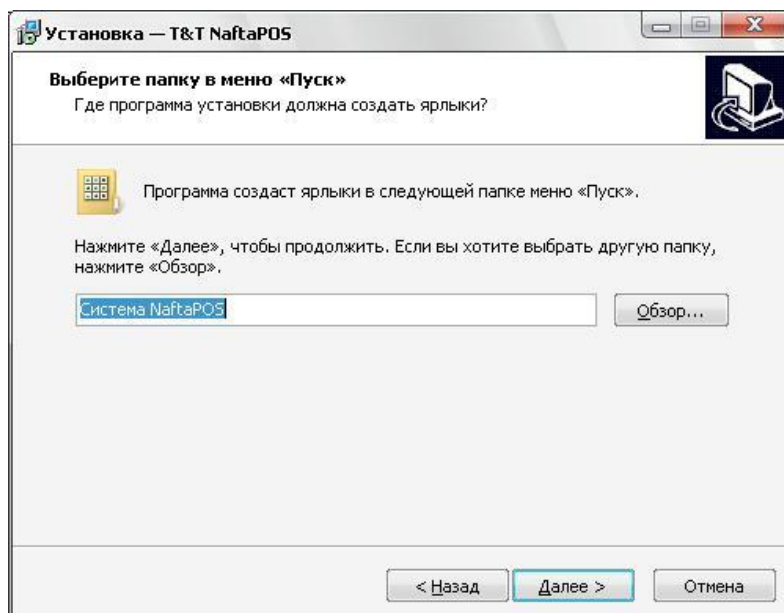 Установка — T&T NaftaPOS
Выберите папку в меню «Пуск»
Где программа установки должна создать ярлыки?
Программа создаст ярлыки в следующей папке меню «Пуск».
Нажмите «Далее», чтобы продолжить. Если вы хотите выбрать другую папку,
нажмите «Обзор».
Система NaftaPOS
Обзор...
< Назад
Далее >
Отмена